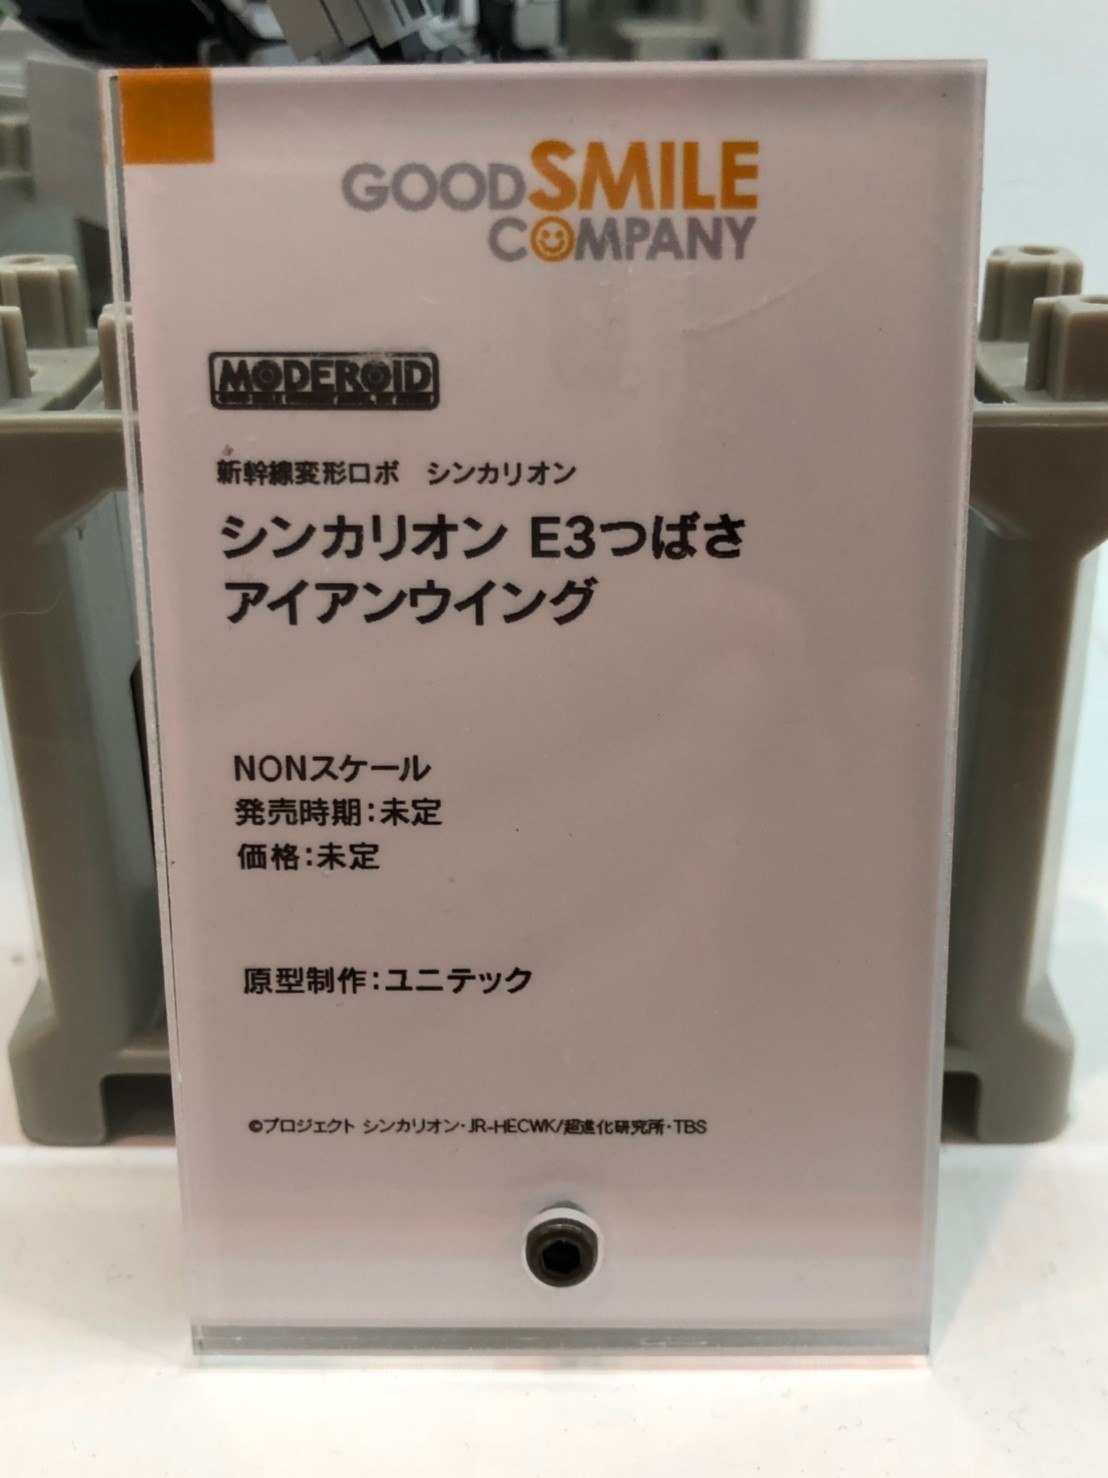 GOOD SMILE
COMPANY
MODEROID
新幹線変形ロボ シンカリオン
シンカリオン E3つばさ
アイアンウイング
NONスケール
発売時期:未定
価格:未定
原型制作:ユニテック
©プロジェクト シンカリオン・JR-HECWK/超進化研究所・TBS